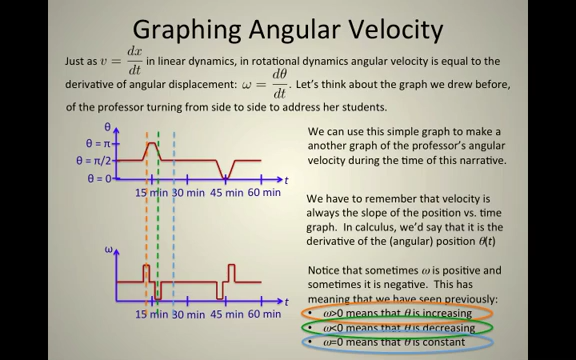 Graphing Angular Velocity
Just as v = dx/dt in linear dynamics, in rotational dynamics angular velocity is equal to the
derivative of angular displacement: ω = dθ/dt. Let's think about the graph we drew before,
of the professor turning from side to side to address her students.
θ
θ = π
θ = π/2
θ = 0
t
15 min 30 min 45 min 60 min
We can use this simple graph to make a
another graph of the professor's angular
velocity during the time of this narrative.
We have to remember that velocity is
always the slope of the position vs. time
graph. In calculus, we'd say that it is the
derivative of the (angular) position θ(t)
ω
t
15 min 30 min 45 min 60 min
Notice that sometimes ω is positive and
sometimes it is negative. This has
meaning that we have seen previously:
• ω>0 means that θ is increasing
• ω<0 means that θ is decreasing
• ω=0 means that θ is constant